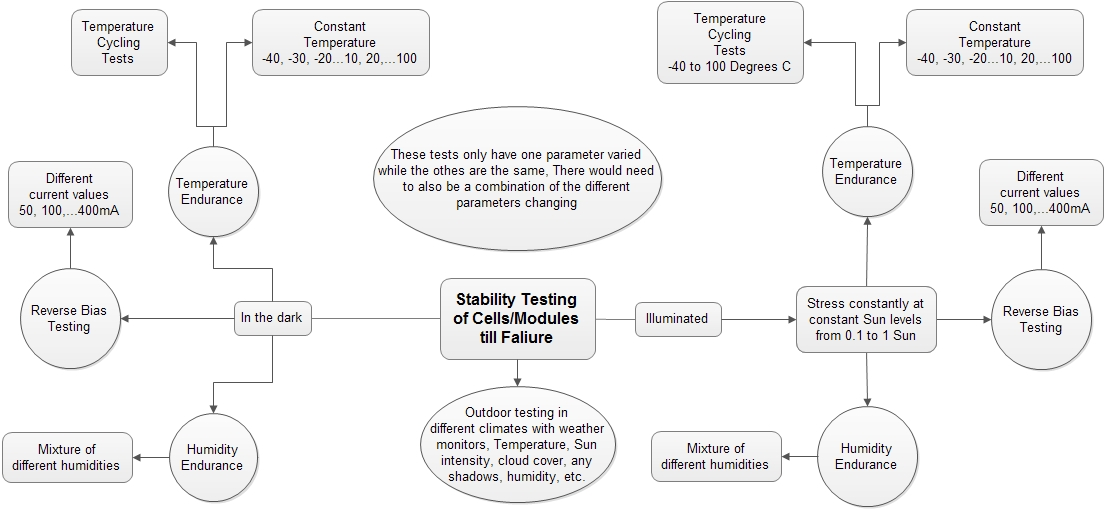 Temperature
Cycling
Tests
Constant
Temperature
-40, -30, -20...10, 20,...100
Temperature
Cycling
Tests
-40 to 100 Degrees C
Constant
Temperature
-40, -30, -20...10, 20,...100
These tests only have one parameter varied
while the othes are the same, There would need
to also be a combination of the different
parameters changing
Different
current values
50, 100,...400mA
Temperature
Endurance
Temperature
Endurance
Different
current values
50, 100,...400mA
Reverse Bias
Testing
In the dark
Stability Testing
of Cells/Modules
till Faliure
Illuminated
Stress constantly at
constant Sun levels
from 0.1 to 1 Sun
Reverse Bias
Testing
Mixture of
different humidities
Humidity
Endurance
Outdoor testing in
different climates with weather
monitors, Temperature, Sun
intensity, cloud cover, any
shadows, humidity, etc.
Mixture of
different humidities
Humidity
Endurance